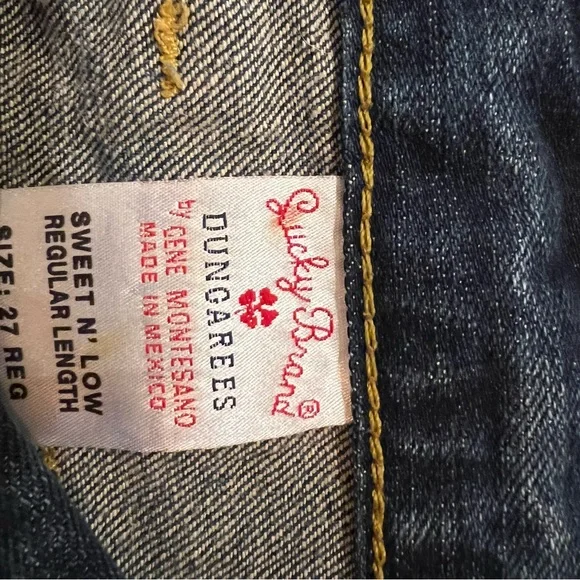 Lucky Brand®
DUNGAREES
by GENE MONTESANO
MADE IN MEXICO
SWEET N' LOW
REGULAR LENGTH
SIZE: 27 REG